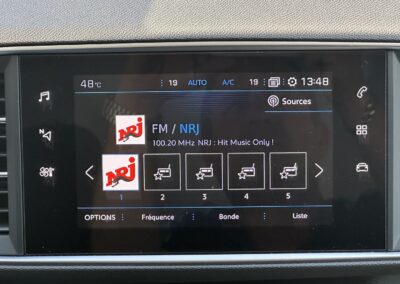 48°C 19 AUTO A/C 19 13:48
Sources
NRJ FM / NRJ
100.20 MHz NRJ : Hit Music Only !
NRJ
1 2 3 4 5
OPTIONS Fréquence Bande Liste